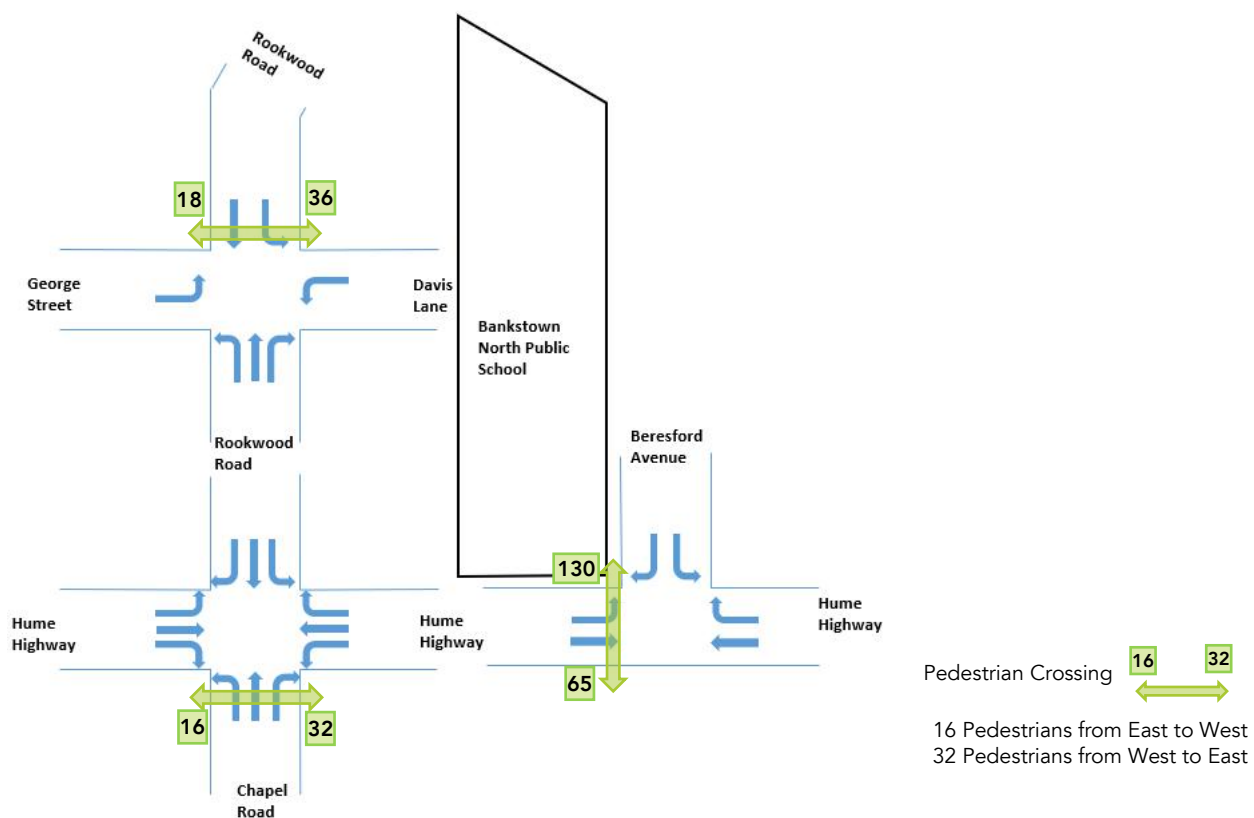 Rookwood
Road
18
36
George
Street
Davis
Lane
Bankstown
North Public
School
Rookwood
Road
Beresford
Avenue
130
Hume
Highway
Hume
Highway
Hume
Highway
65
16
32
Chapel
Road
Pedestrian Crossing
16
32
16 Pedestrians from East to West
32 Pedestrians from West to East